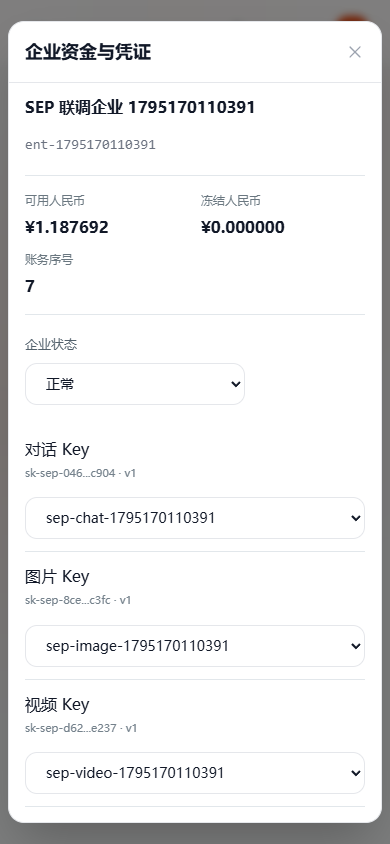 企业资金与凭证
SEP 联调企业 1795170110391
ent-1795170110391
可用人民币
冻结人民币
¥1.187692
¥0.000000
账务序号
7
企业状态
正常
对话 Key
sk-sep-046...c904 · v1
sep-chat-1795170110391
图片 Key
sk-sep-8ce...c3fc · v1
sep-image-1795170110391
视频 Key
sk-sep-d62...e237 · v1
sep-video-1795170110391